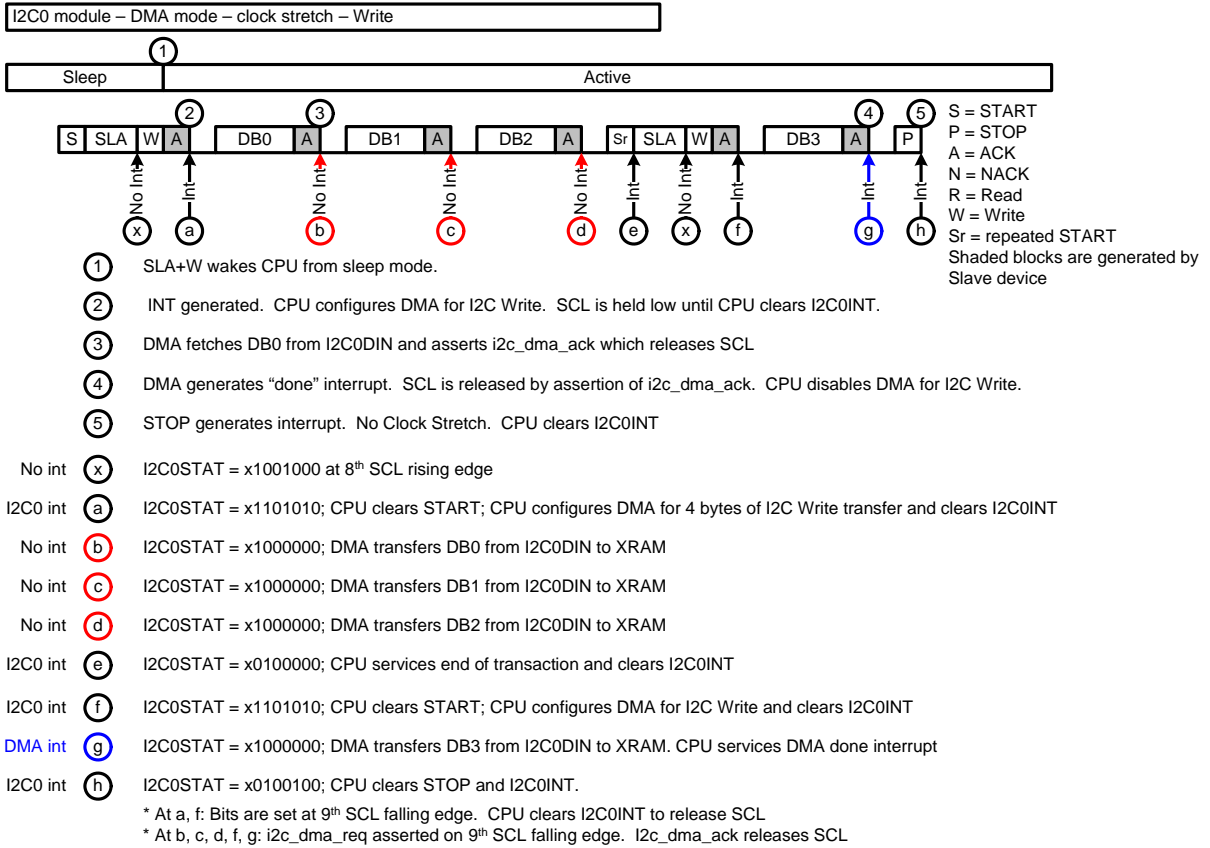 I2C0 module – DMA mode – clock stretch – Write
1
Sleep Active
2 3 4 5
S SLA W A DB0 A DB1 A DB2 A Sr SLA W A DB3 A P
No Int Int No Int No Int No Int Int No Int Int Int Int
x a b c d e x f g h
S = START
P = STOP
A = ACK
N = NACK
R = Read
W = Write
Sr = repeated START
Shaded blocks are generated by
Slave device
1 SLA+W wakes CPU from sleep mode.
2 INT generated. CPU configures DMA for I2C Write. SCL is held low until CPU clears I2C0INT.
3 DMA fetches DB0 from I2C0DIN and asserts i2c_dma_ack which releases SCL
4 DMA generates “done” interrupt. SCL is released by assertion of i2c_dma_ack. CPU disables DMA for I2C Write.
5 STOP generates interrupt. No Clock Stretch. CPU clears I2C0INT
No int x I2C0STAT = x1001000 at 8th SCL rising edge
I2C0 int a I2C0STAT = x1101010; CPU clears START; CPU configures DMA for 4 bytes of I2C Write transfer and clears I2C0INT
No int b I2C0STAT = x1000000; DMA transfers DB0 from I2C0DIN to XRAM
No int c I2C0STAT = x1000000; DMA transfers DB1 from I2C0DIN to XRAM
No int d I2C0STAT = x1000000; DMA transfers DB2 from I2C0DIN to XRAM
I2C0 int e I2C0STAT = x0100000; CPU services end of transaction and clears I2C0INT
I2C0 int f I2C0STAT = x1101010; CPU clears START; CPU configures DMA for I2C Write and clears I2C0INT
DMA int g I2C0STAT = x1000000; DMA transfers DB3 from I2C0DIN to XRAM. CPU services DMA done interrupt
I2C0 int h I2C0STAT = x0100100; CPU clears STOP and I2C0INT.
* At a, f: Bits are set at 9th SCL falling edge. CPU clears I2C0INT to release SCL
* At b, c, d, f, g: i2c_dma_req asserted on 9th SCL falling edge. I2c_dma_ack releases SCL